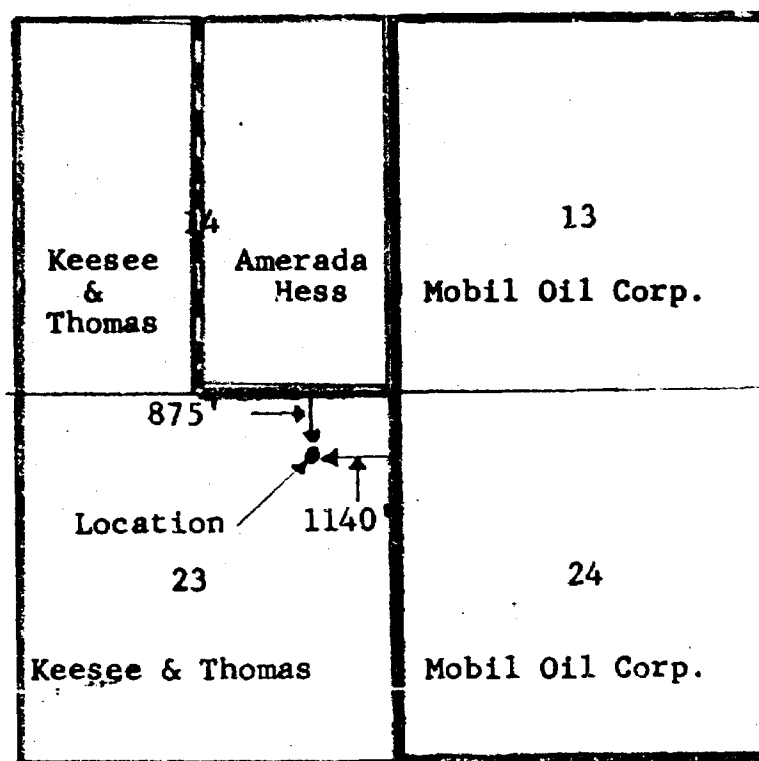 14
13
Keesee
&
Thomas
Amerada
Hess
Mobil Oil Corp.
875'
Location
1140'
23
24
Keesee & Thomas
Mobil Oil Corp.